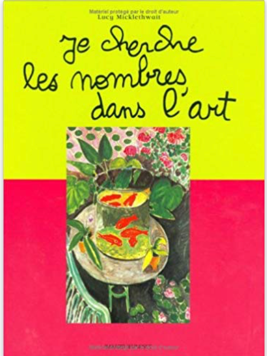 Matériel protégé par le droit d'auteur
Lucy Micklethwait
Je cherche
les nombres
dans l'art